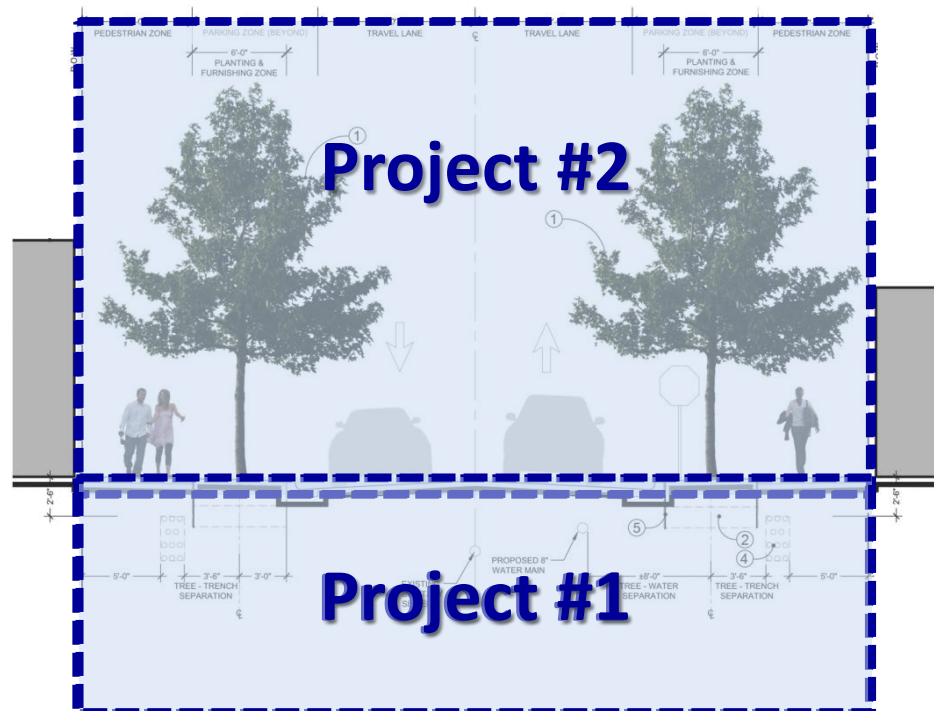 PEDESTRIAN ZONE
PARKING ZONE (BEYOND)
TRAVEL LANE
℄
TRAVEL LANE
PARKING ZONE (BEYOND)
PEDESTRIAN ZONE
6'-0"
PLANTING &
FURNISHING ZONE
6'-0"
PLANTING &
FURNISHING ZONE
1
Project #2
1
2'-6"
2'-6"
5
2
4
PROPOSED 8"
WATER MAIN
5'-0"
3'-6"
3'-0"
±8'-0"
3'-6"
5'-0"
TREE - TRENCH
SEPARATION
TREE - WATER
SEPARATION
TREE - TRENCH
SEPARATION
Project #1
℄
℄